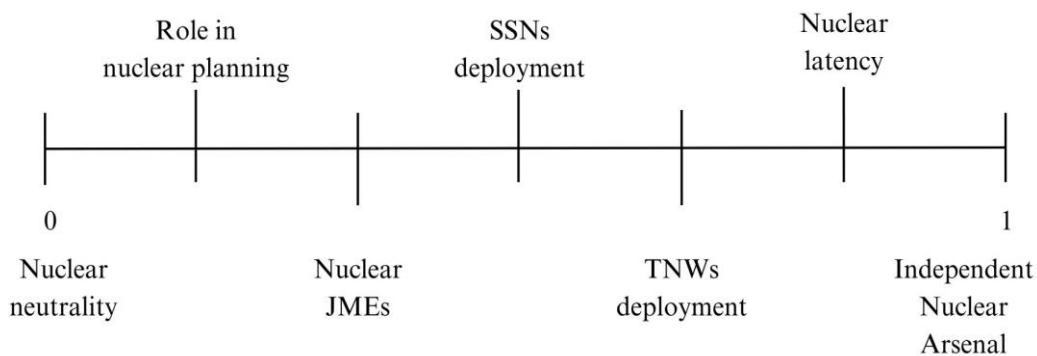 Role in
nuclear planning
SSNs
deployment
Nuclear
latency
0
1
Nuclear
neutrality
Nuclear
JMEs
TNWs
deployment
Independent
Nuclear
Arsenal